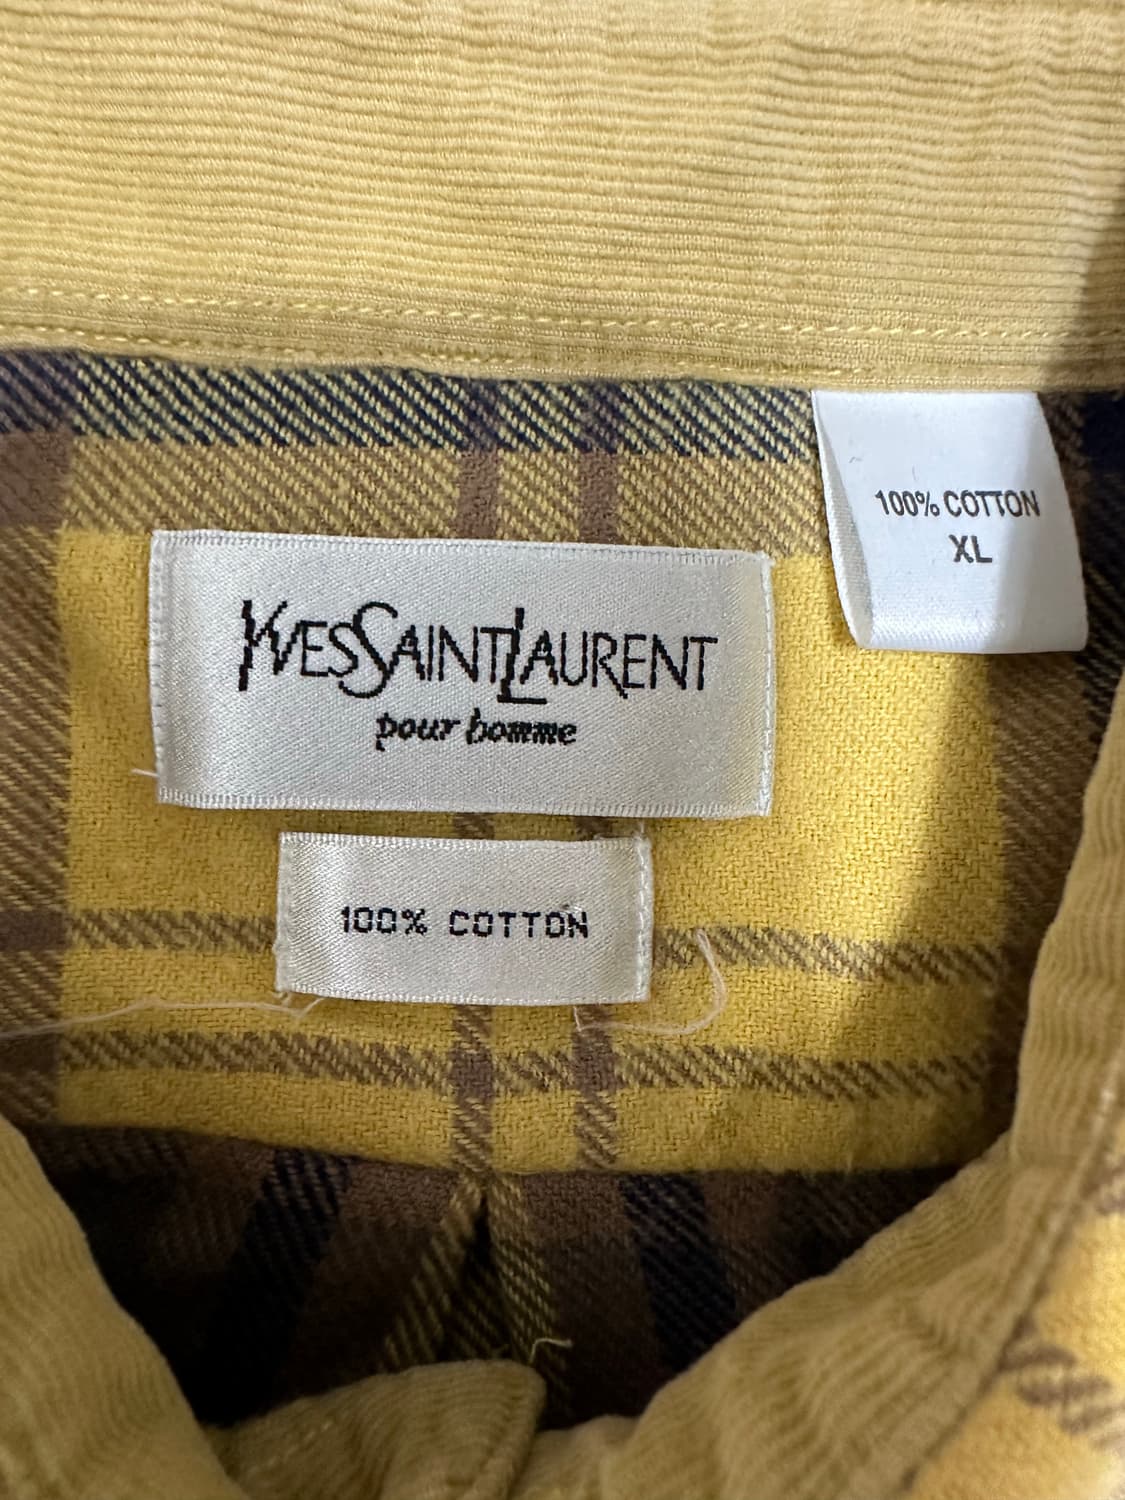 100% COTTON
XL
YVESSAINTLAURENT
pour homme
100% COTTON